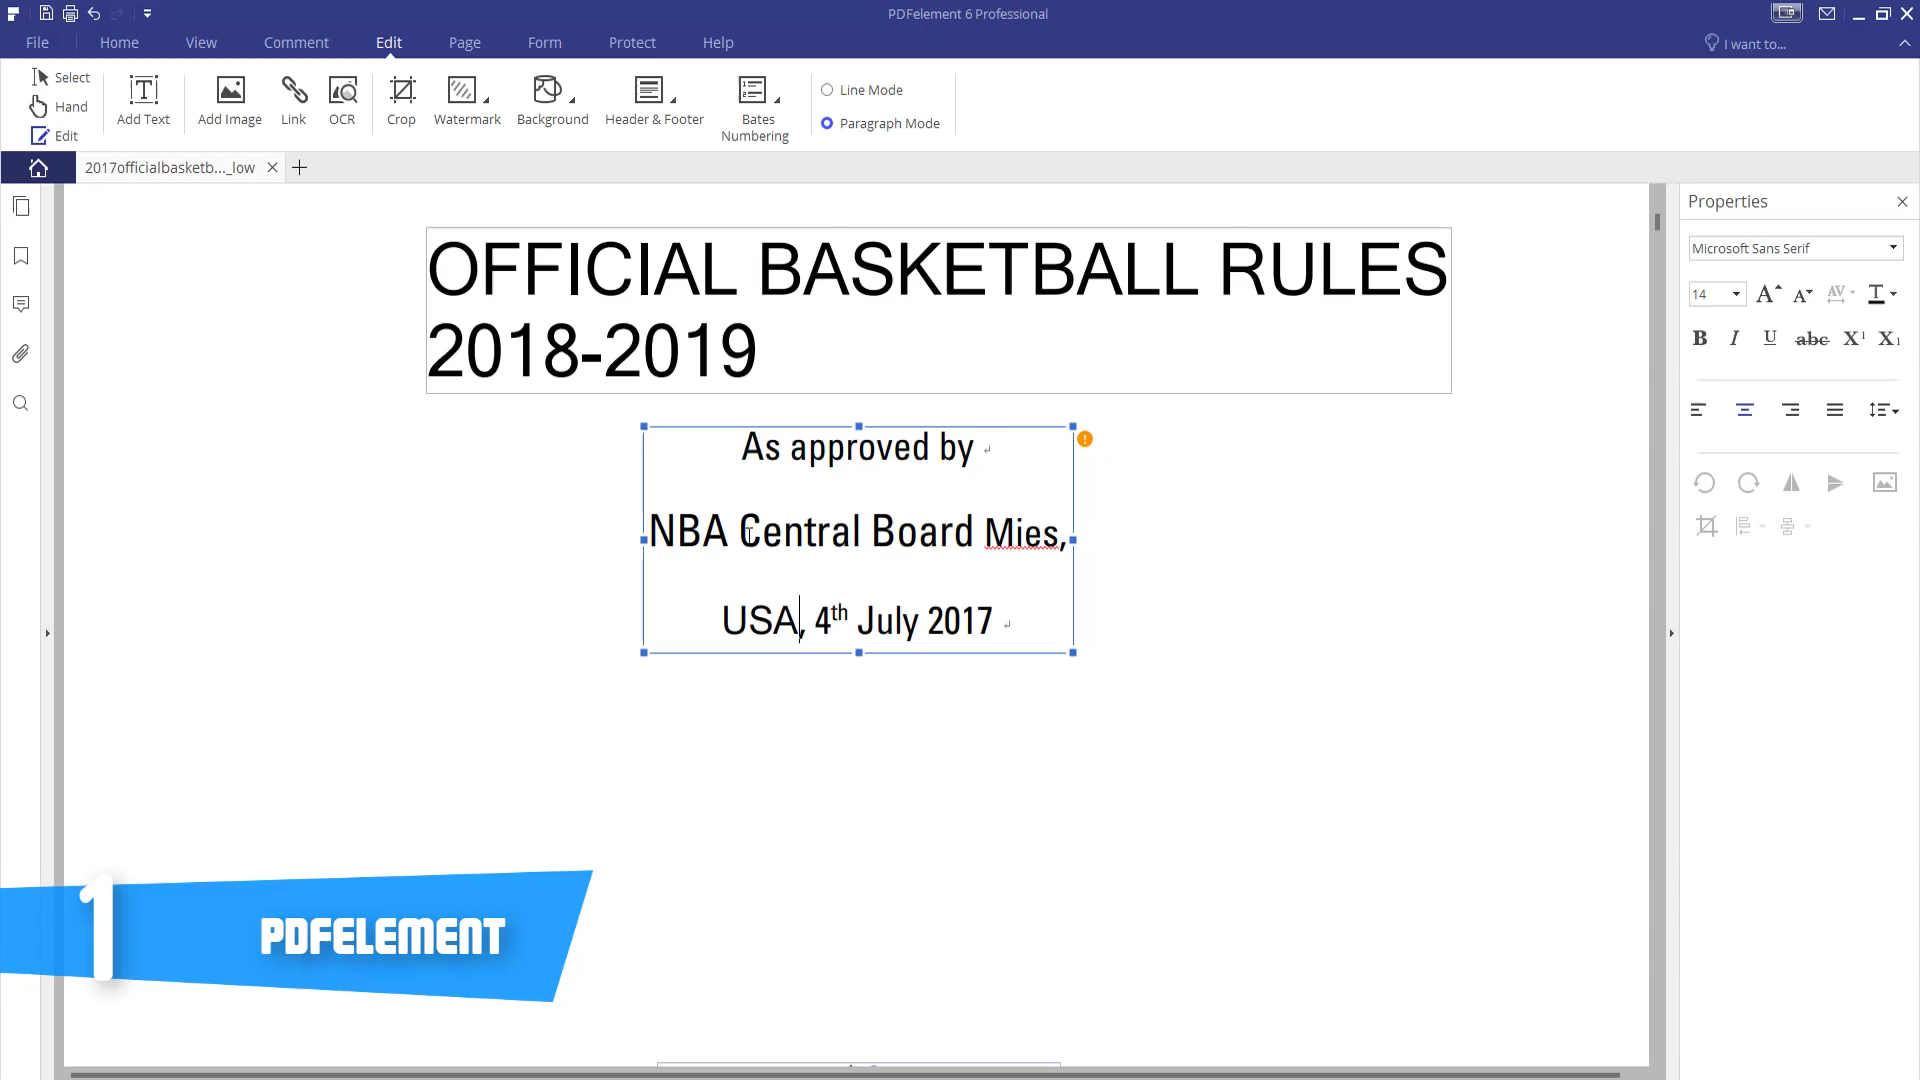 PDFelement 6 Professional
File Home View Comment Edit Page Form Protect Help I want to...
Select
Hand
Edit
Add Text Add Image Link OCR Crop Watermark Background Header & Footer Bates Numbering
Line Mode
Paragraph Mode
2017officialbasketb..._low
Properties
Microsoft Sans Serif
14
OFFICIAL BASKETBALL RULES
2018-2019
As approved by
NBA Central Board Mies,
USA, 4th July 2017
1 PDFELEMENT